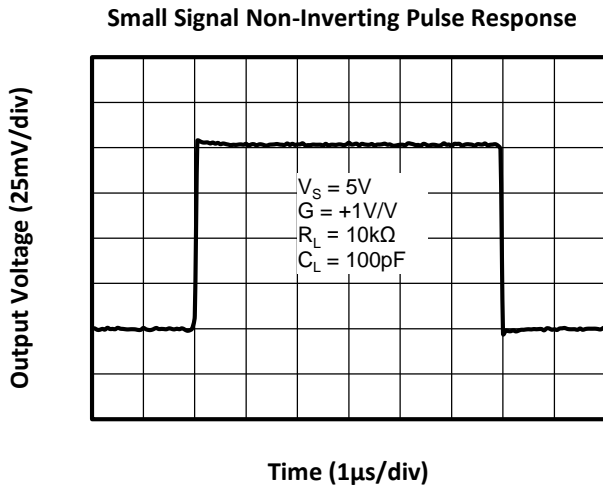 Small Signal Non-Inverting Pulse Response
Output Voltage (25mV/div)
V_S = 5V
G = +1V/V
R_L = 10kΩ
C_L = 100pF
Time (1μs/div)